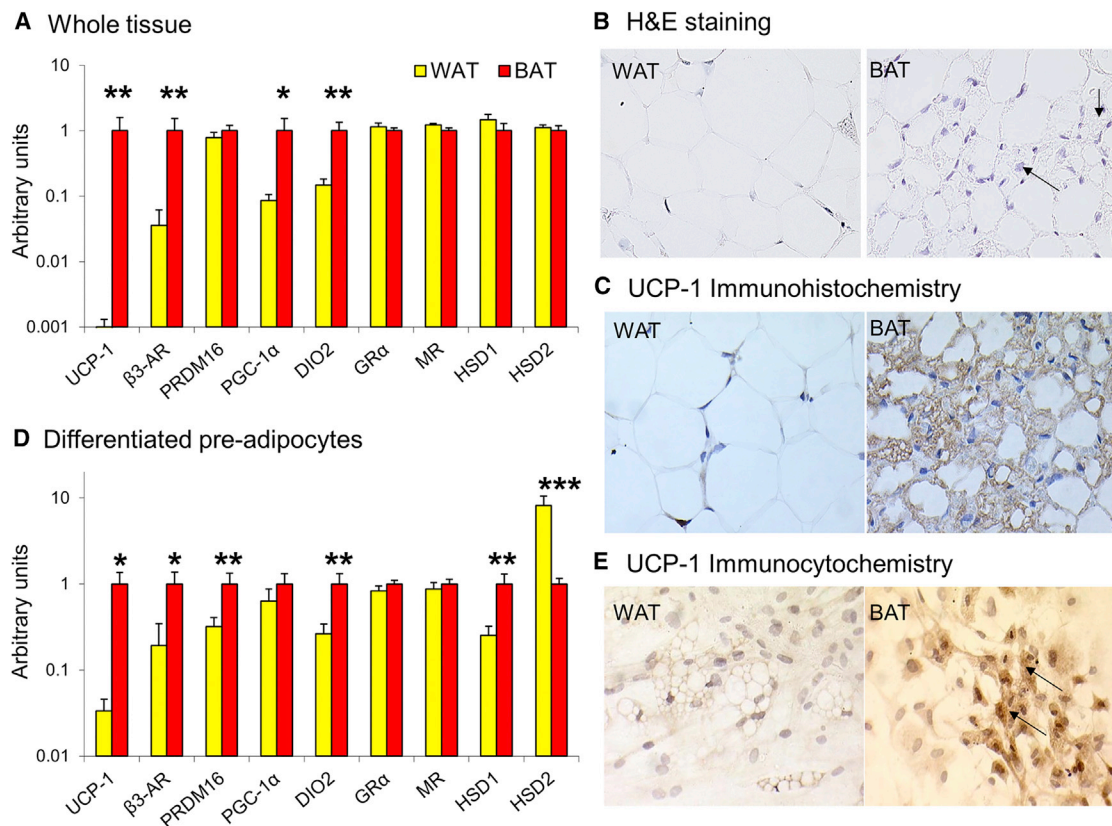 A Whole tissue
WAT BAT
Arbitrary units
10
1
0.1
0.01
0.001
** ** * **
UCP-1 β3-AR PRDM16 PGC-1α DIO2 GRα MR HSD1 HSD2
B H&E staining
WAT BAT
C UCP-1 Immunohistochemistry
WAT BAT
D Differentiated pre-adipocytes
Arbitrary units
10
1
0.1
0.01
* * ** ** ** ***
UCP-1 β3-AR PRDM16 PGC-1α DIO2 GRα MR HSD1 HSD2
E UCP-1 Immunocytochemistry
WAT BAT